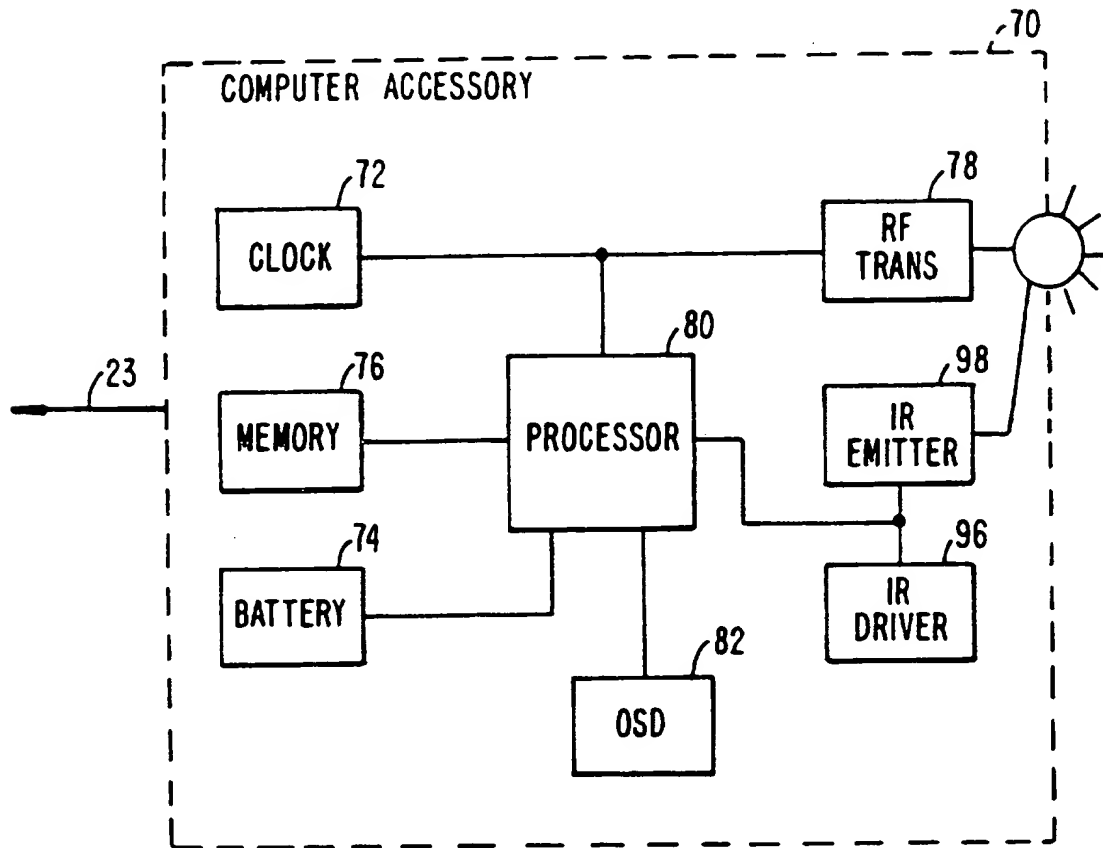 70
COMPUTER ACCESSORY
72
CLOCK
78
RF
TRANS
80
PROCESSOR
23
76
MEMORY
98
IR
EMITTER
74
BATTERY
96
IR
DRIVER
82
OSD